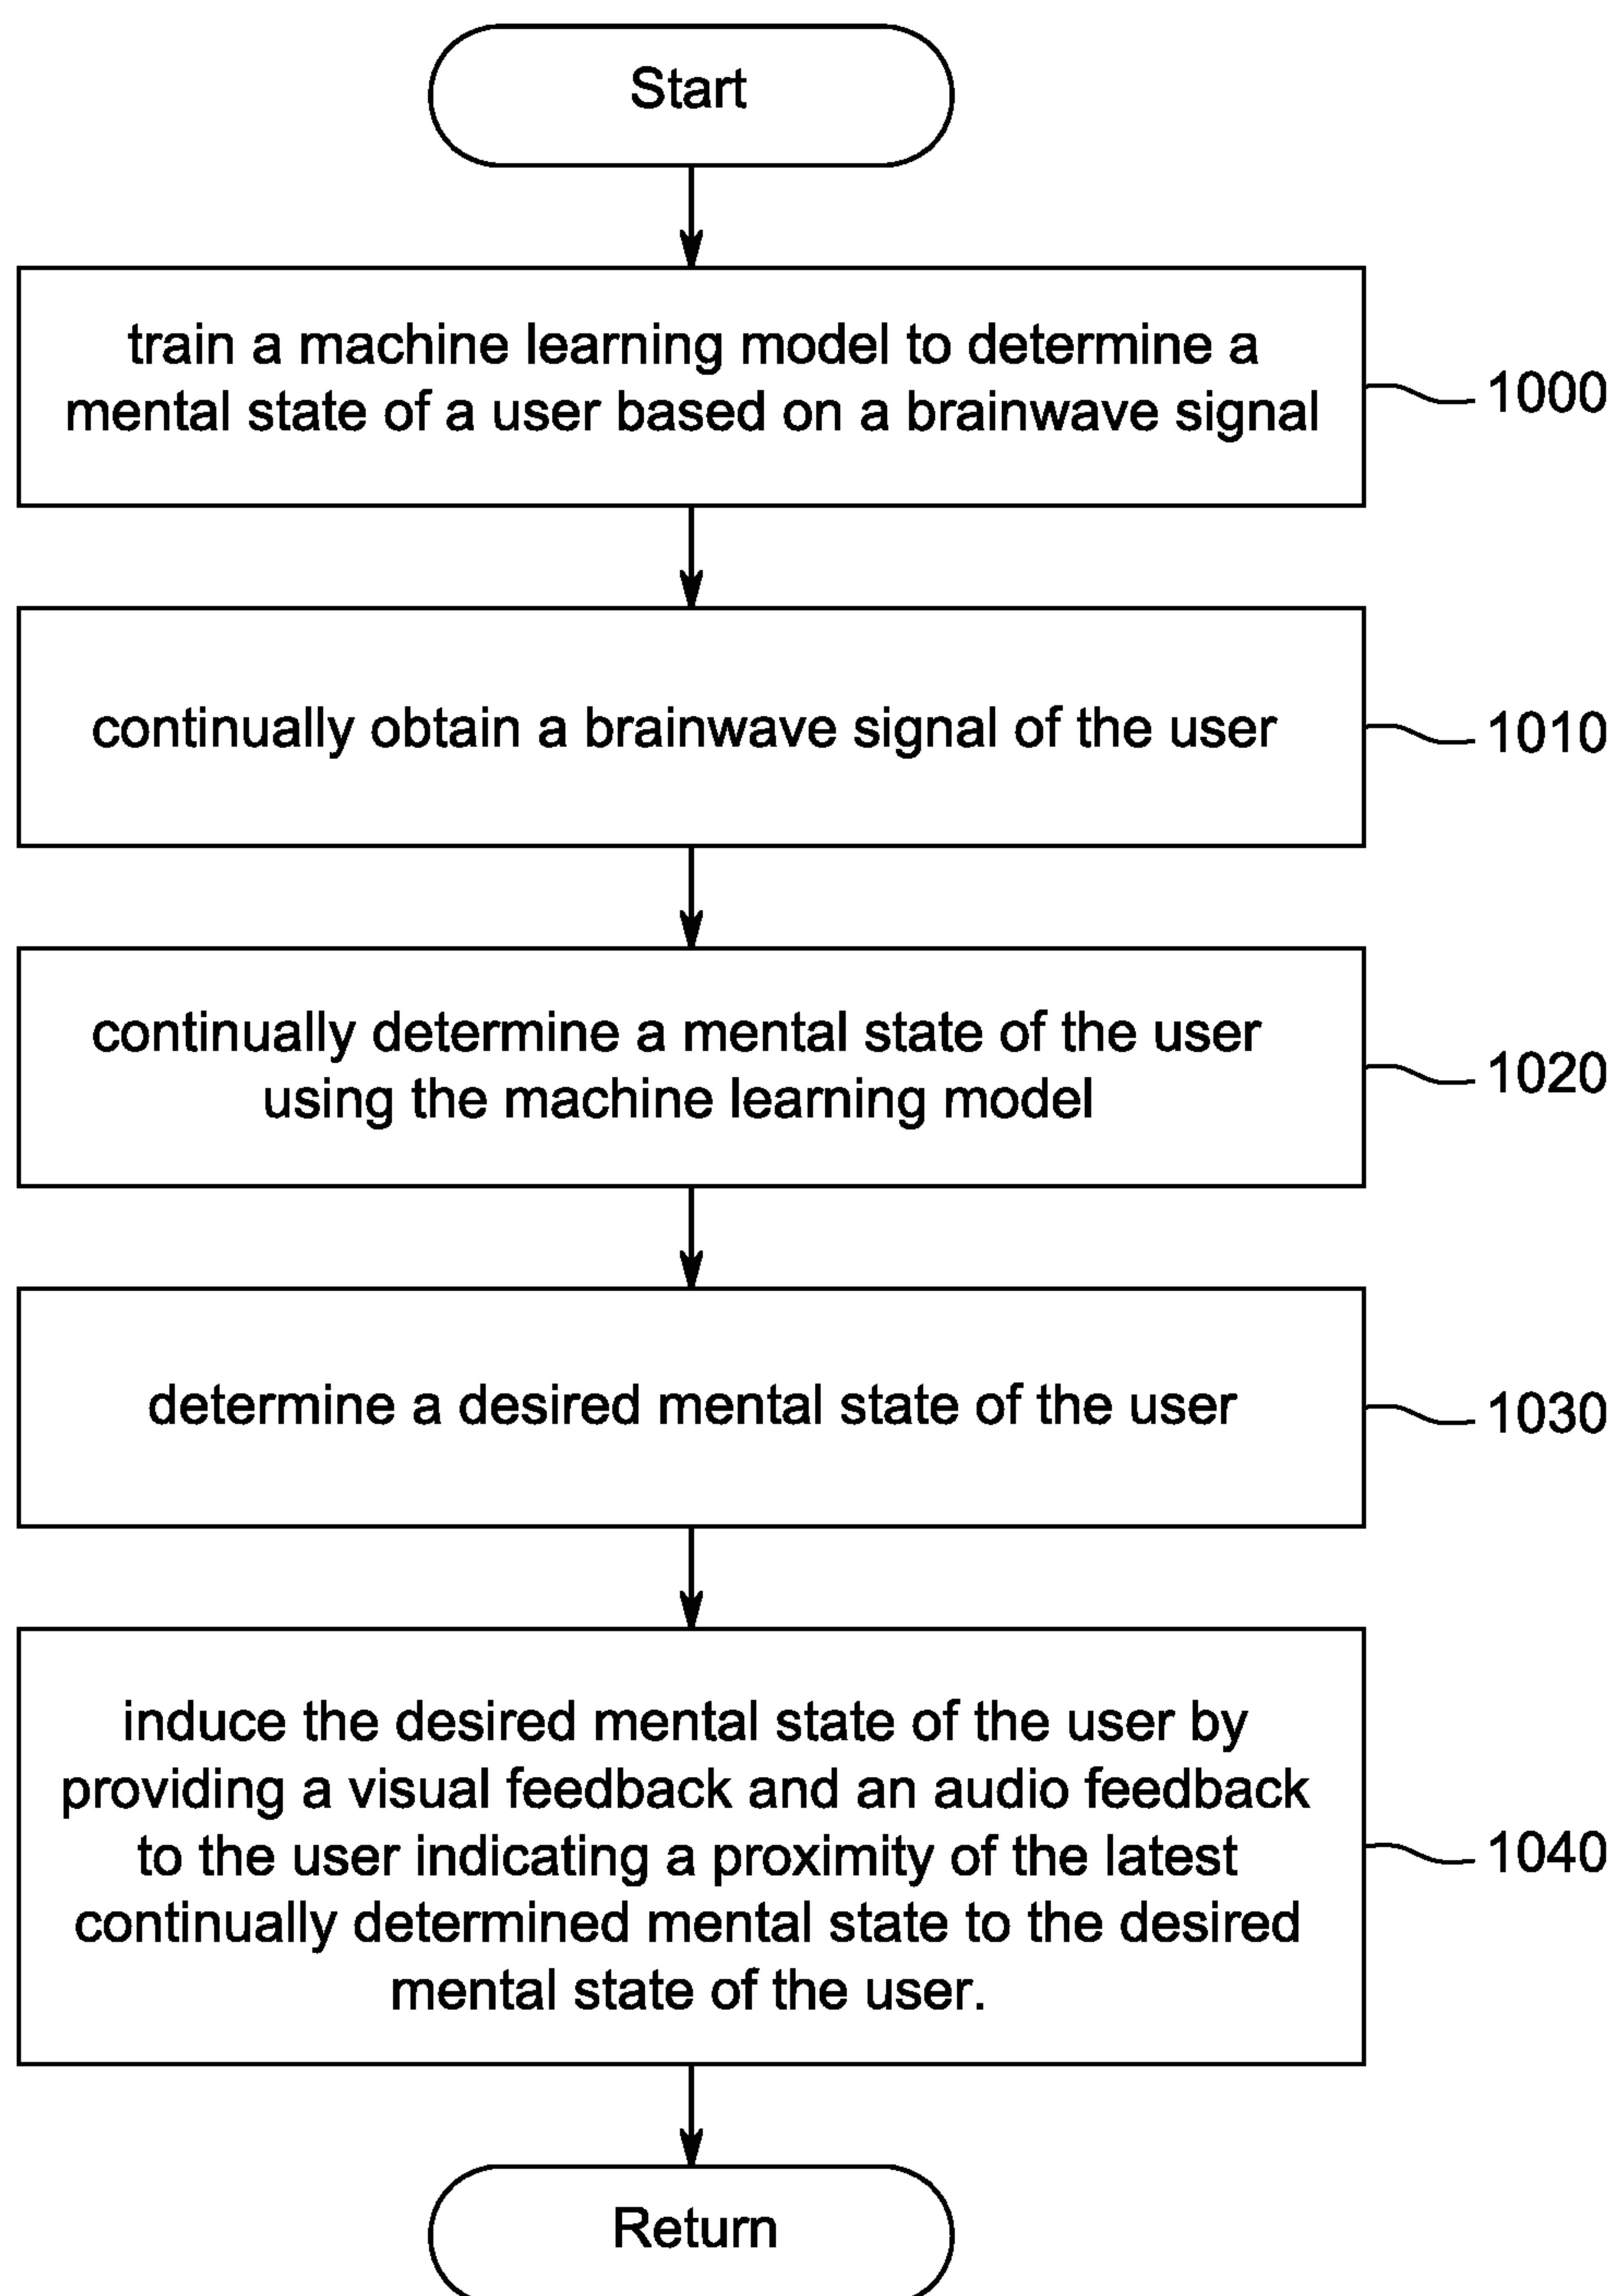 Start
train a machine learning model to determine a
mental state of a user based on a brainwave signal
1000
continually obtain a brainwave signal of the user
1010
continually determine a mental state of the user
using the machine learning model
1020
determine a desired mental state of the user
1030
induce the desired mental state of the user by
providing a visual feedback and an audio feedback
to the user indicating a proximity of the latest
continually determined mental state to the desired
mental state of the user.
1040
Return